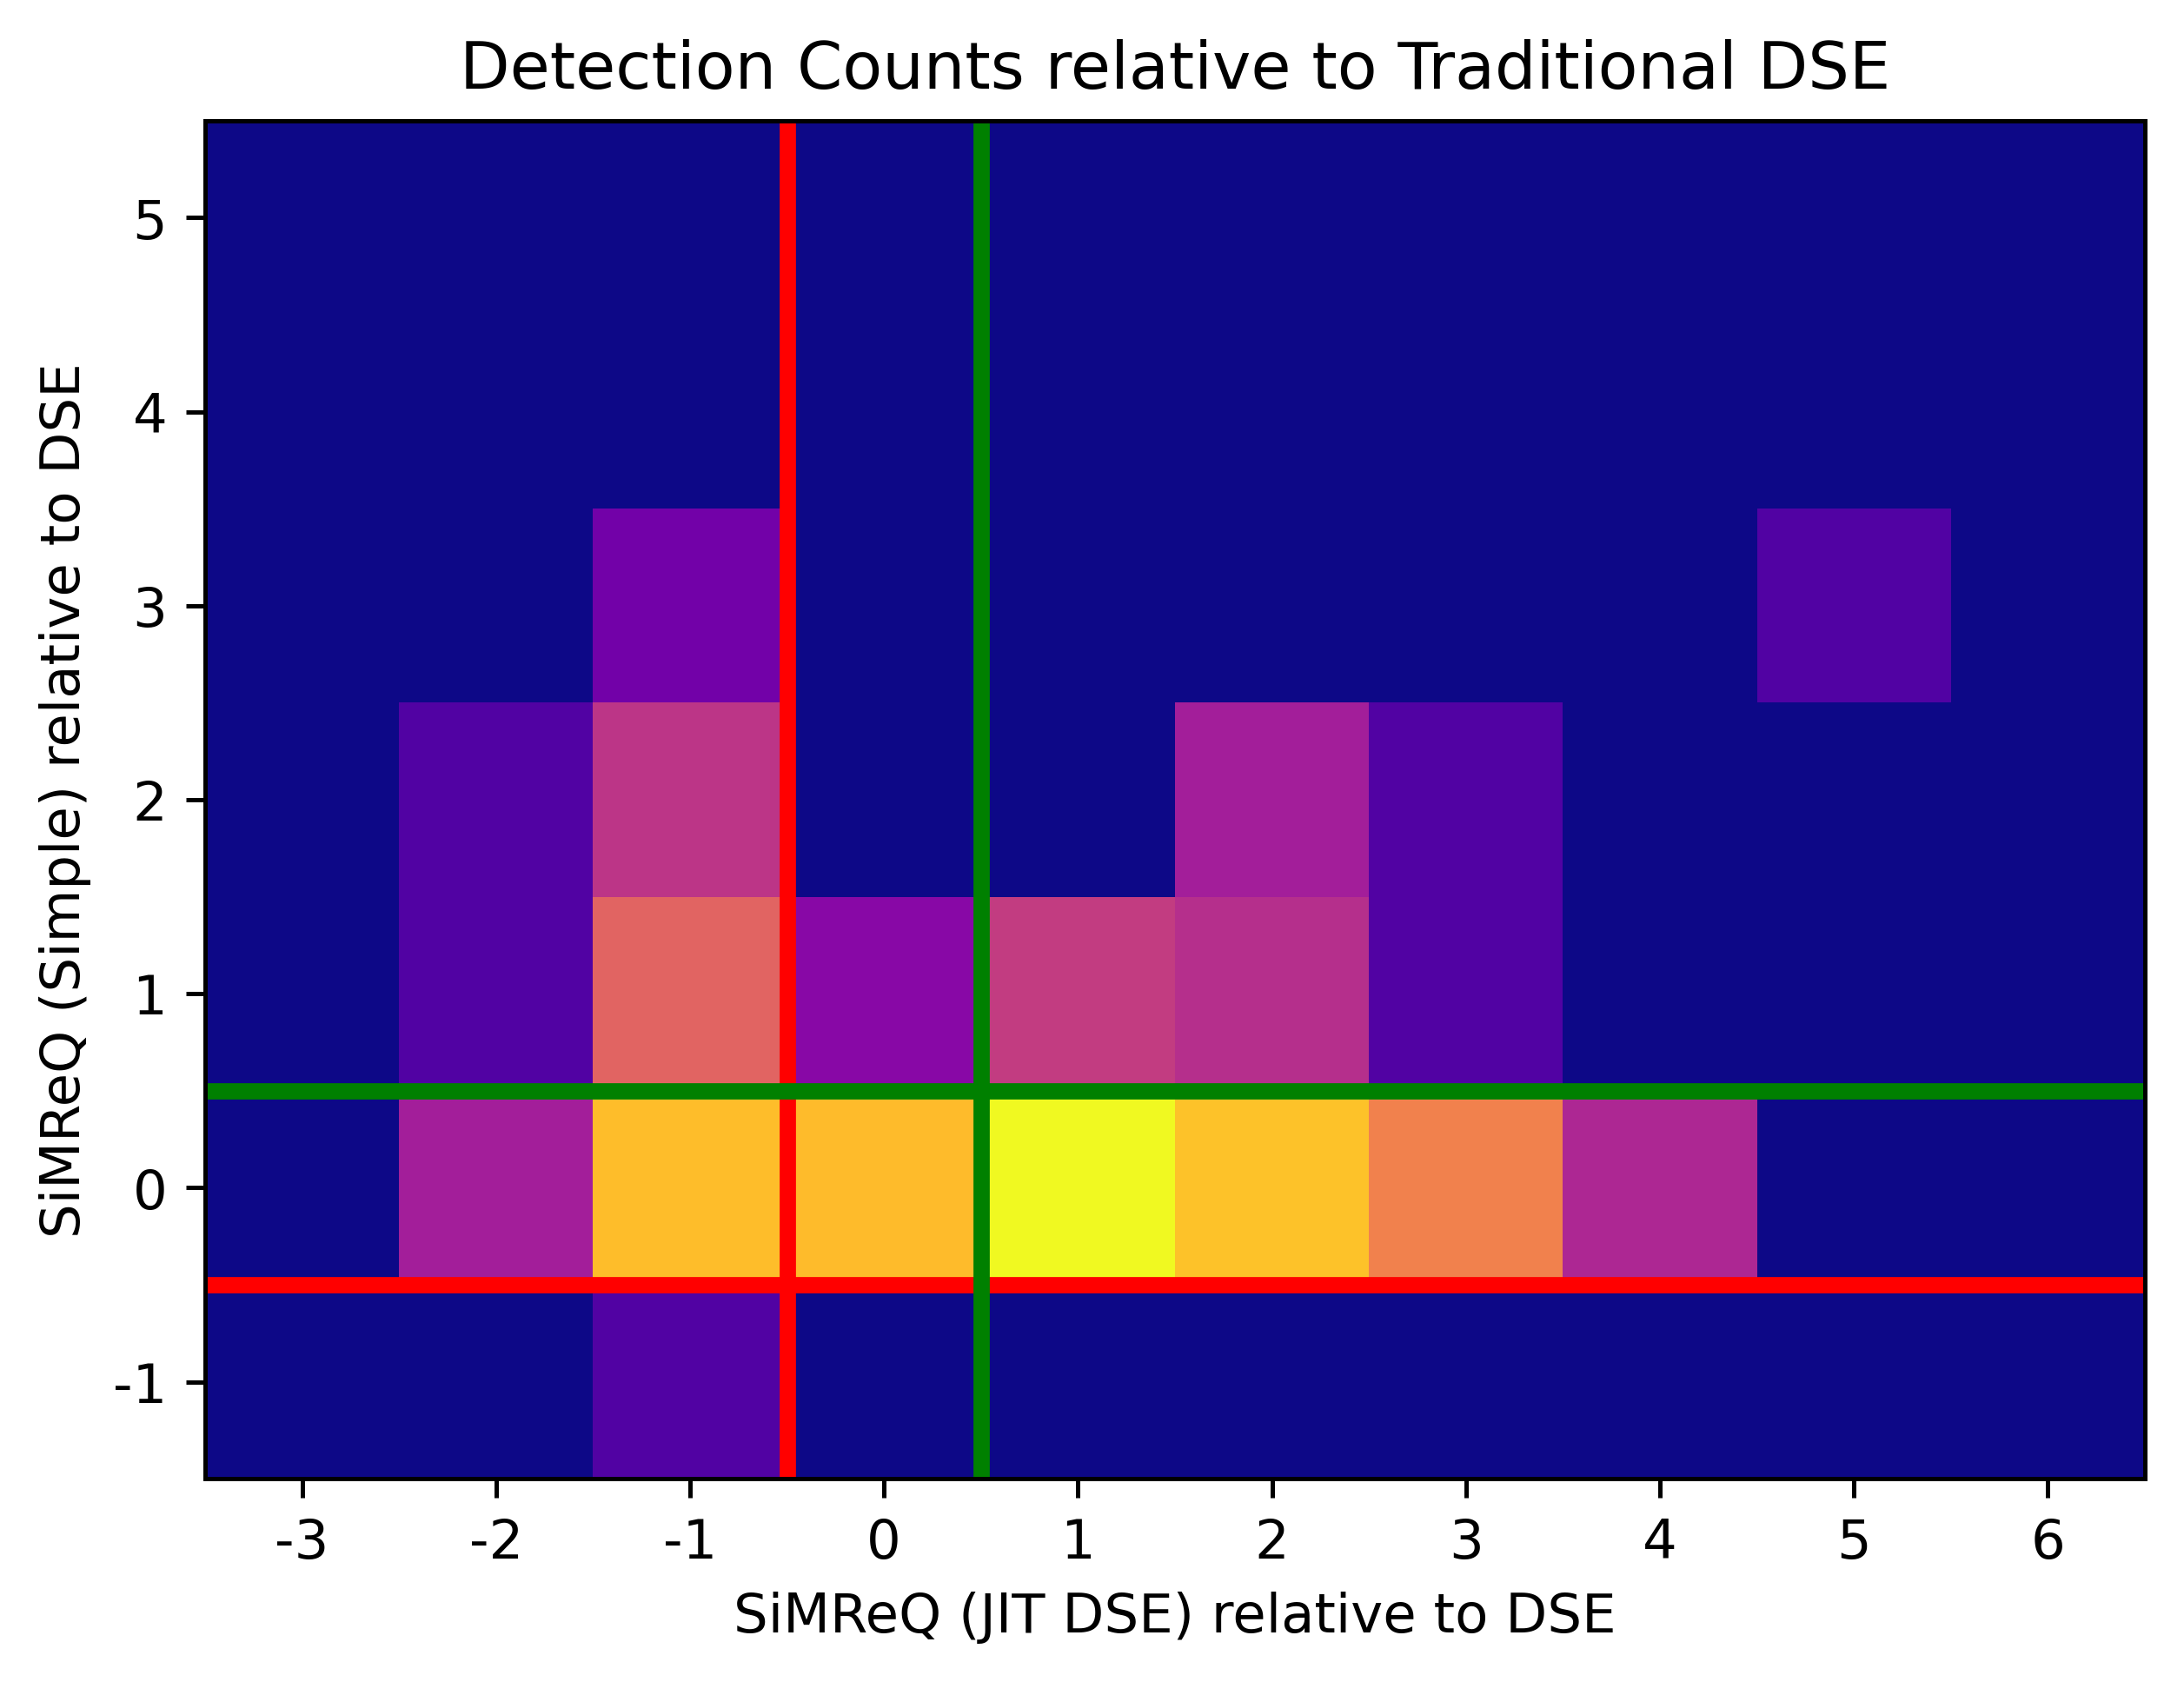 Detection Counts relative to Traditional DSE
SiMReQ (Simple) relative to DSE
5
4
3
2
1
0
-1
-3 -2 -1 0 1 2 3 4 5 6
SiMReQ (JIT DSE) relative to DSE